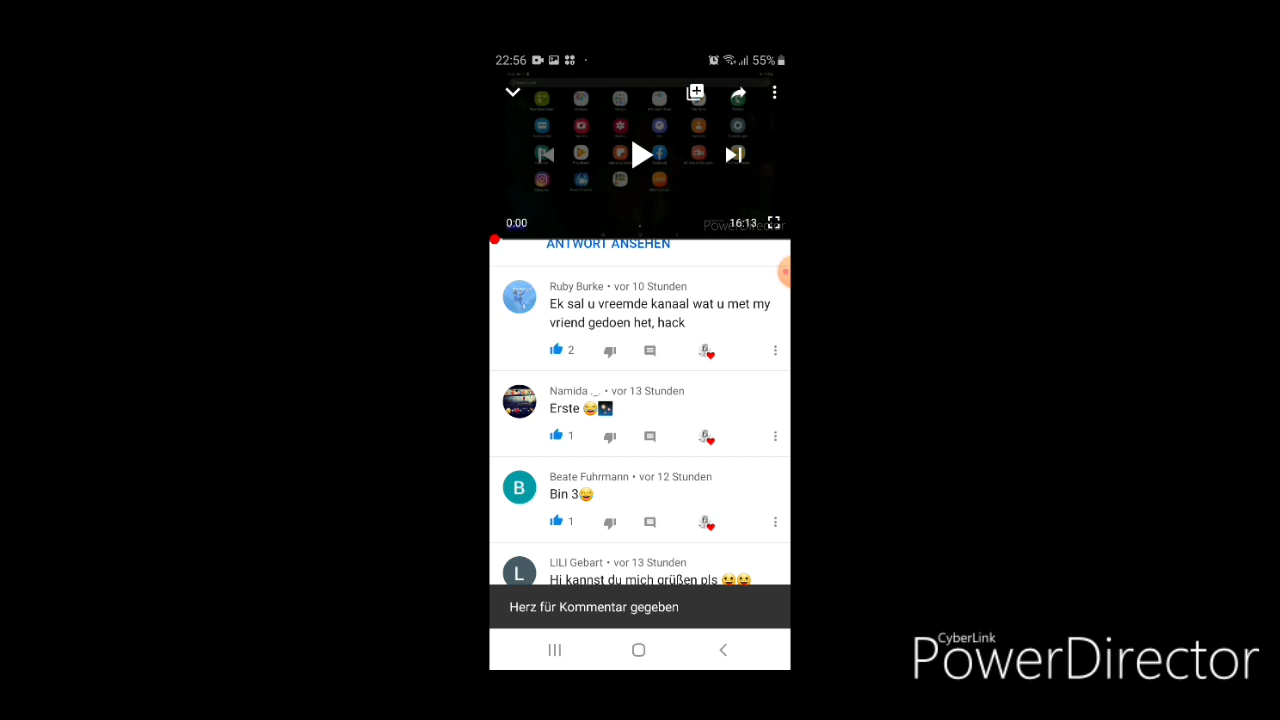 22:56
55%
0:00
16:13
PowerDirector
ANTWORT ANSEHEN
Ruby Burke • vor 10 Stunden
Ek sal u vreemde kanaal wat u met my
vriend gedoen het, hack
2
Namida ._. • vor 13 Stunden
Erste 😂🎇
1
Beate Fuhrmann • vor 12 Stunden
B
Bin 3😅
1
LILI Gebart • vor 13 Stunden
L
Hi kannst du mich grüßen pls 😃😃
Herz für Kommentar gegeben
CyberLink
PowerDirector